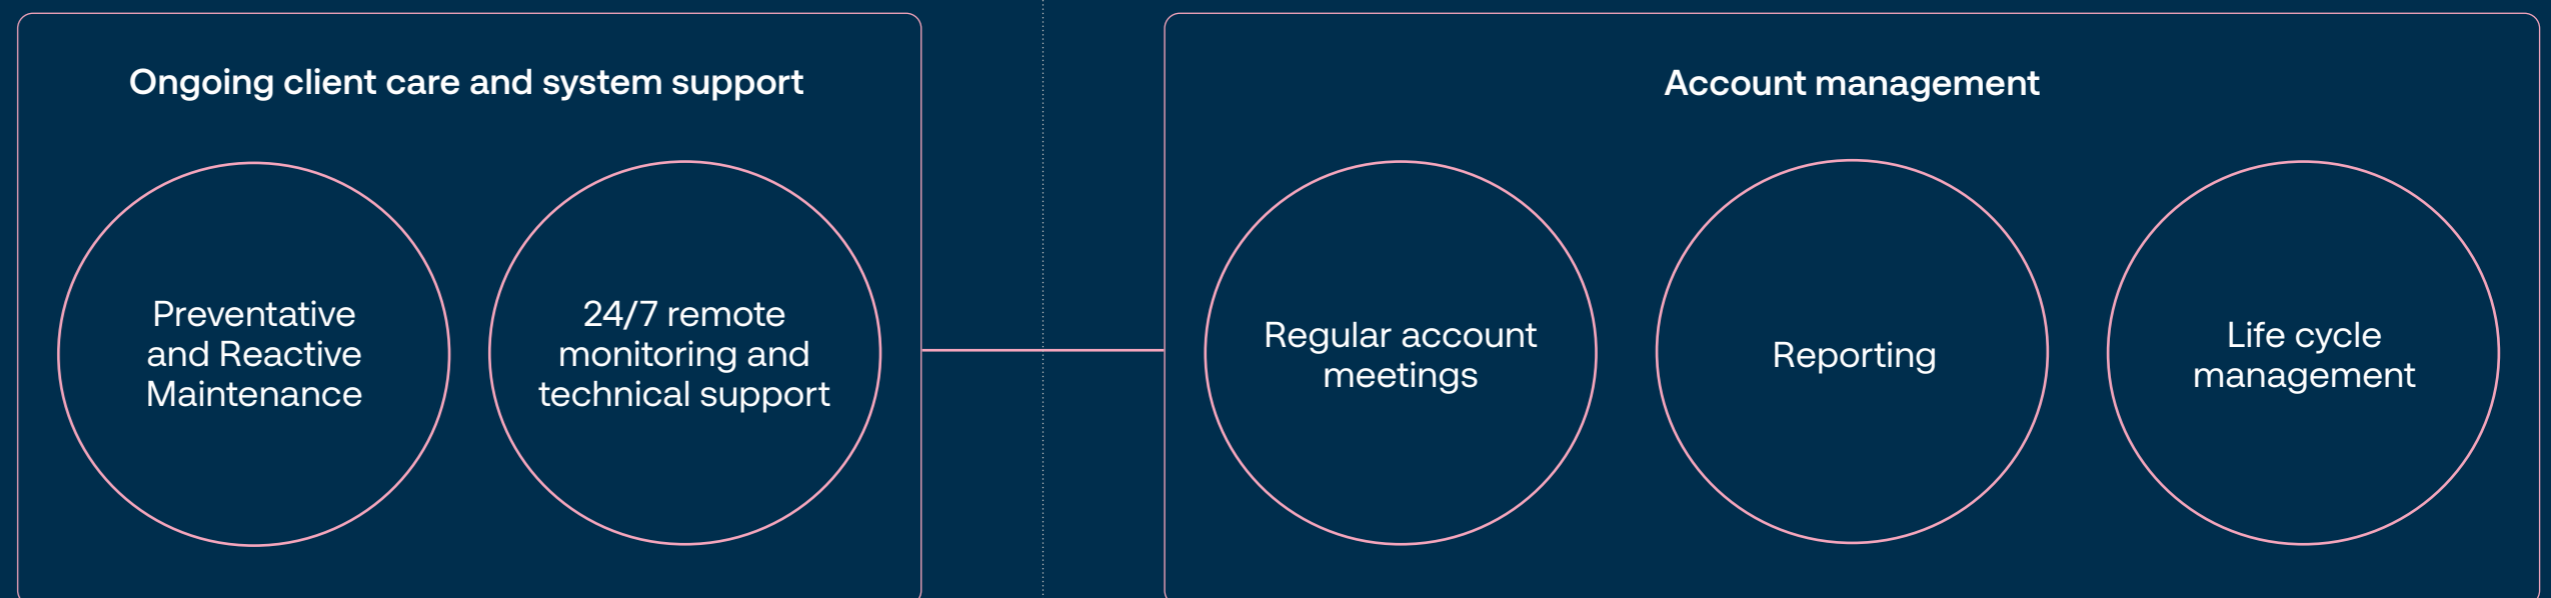 Ongoing client care and system support
Preventative
and Reactive
Maintenance
24/7 remote
monitoring and
technical support
Account management
Regular account
meetings
Reporting
Life cycle
management